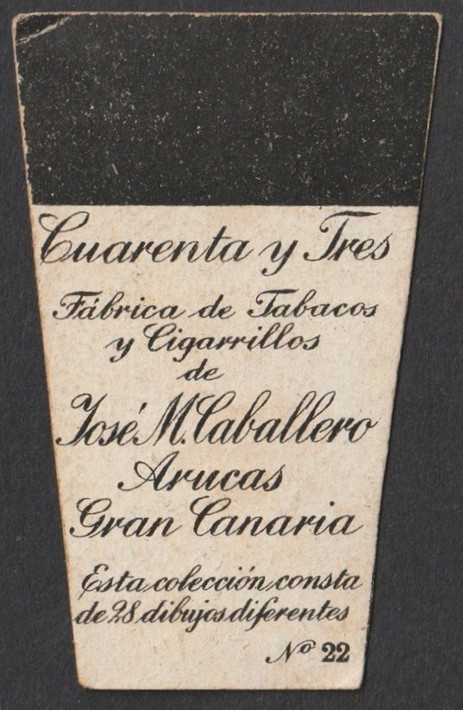 Cuarenta y Tres
Fábrica de Tabacos
y Cigarrillos
de
José M. Caballero
Arucas
Gran Canaria
Esta colección consta
de 28 dibujos diferentes
Nº 22